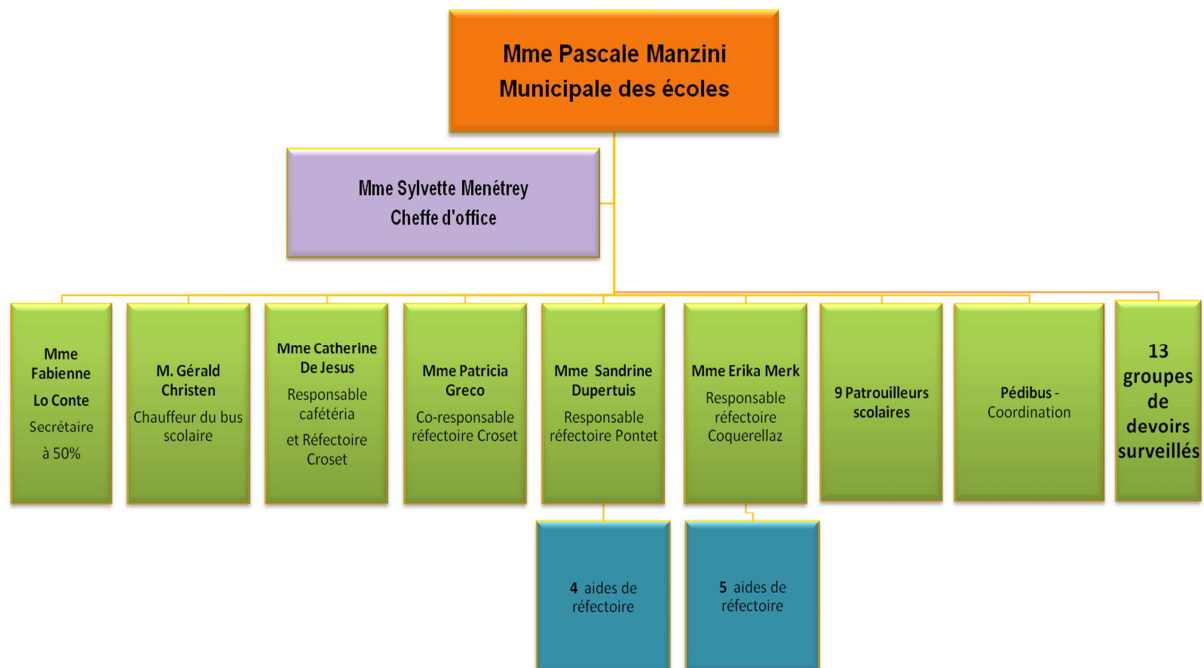 Mme Pascale Manzini
Municipale des écoles
Mme Sylvette Menétrey
Cheffe d'office
Mme
Fabienne
Lo Conte
Secrétaire
à 50%
M. Gérald
Christen
Chauffeur du bus
scolaire
Mme Catherine
De Jesus
Responsable
cafétéria
et Réfectoire
Croset
Mme Patricia
Greco
Co-responsable
réfectoire Croset
Mme Sandrine
Dupertuis
Responsable
réfectoire Pontet
Mme Erika Merk
Responsable
réfectoire
Coquerellaz
9 Patrouilleurs
scolaires
Pédibus -
Coordination
13
groupes
de
devoirs
surveillés
4 aides de
réfectoire
5 aides de
réfectoire